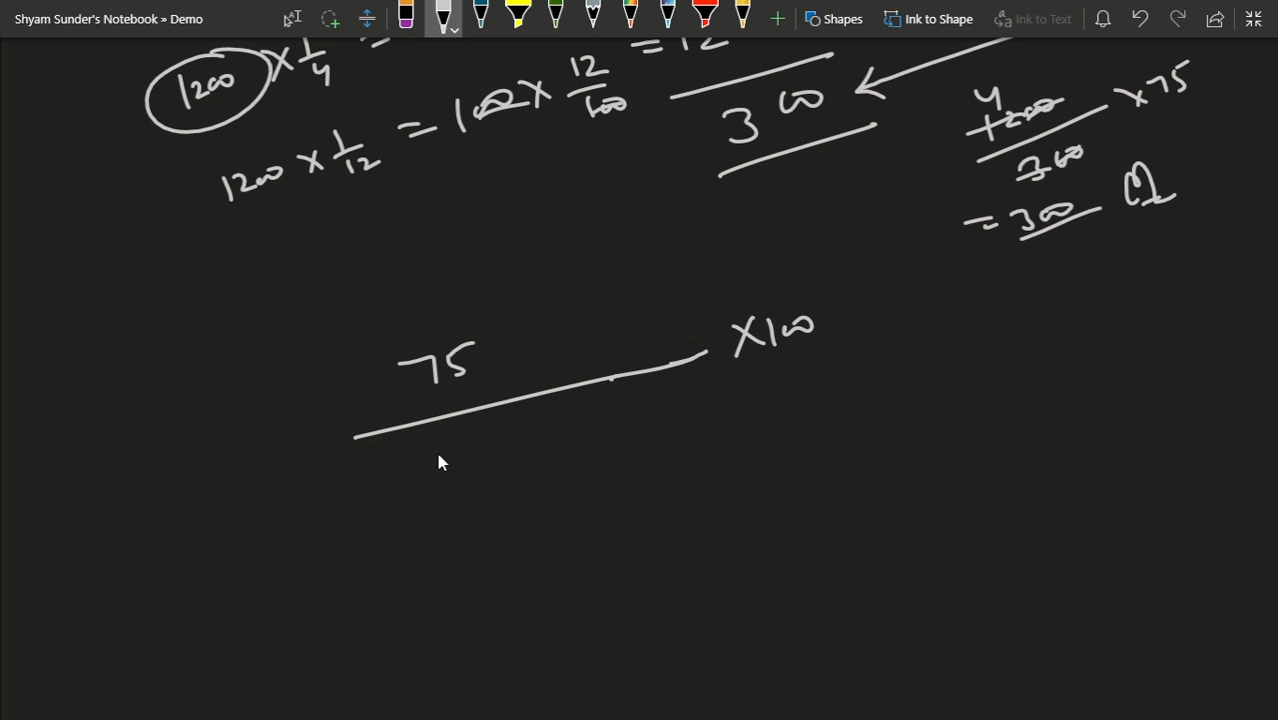 Shyam Sunder's Notebook » Demo
Shapes
Ink to Shape
Ink to Text
1200 × 1/4 =
1200 × 1/12 = 100 × 12/100 = 12
300
1200/360 × 75
4
= 300
75 × 100